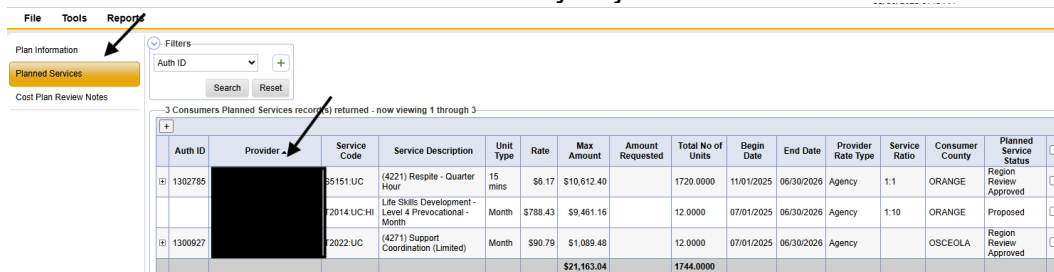 File Tools Reports
Plan Information
Planned Services
Cost Plan Review Notes
Filters
Auth ID
+
Search Reset
3 Consumers Planned Services record(s) returned - now viewing 1 through 3
+
Auth ID Provider Service Code Service Description Unit Type Rate Max Amount Amount Requested Total No of Units Begin Date End Date Provider Rate Type Service Ratio Consumer County Planned Service Status
1302785 S5151:UC (4221) Respite - Quarter Hour 15 mins $6.17 $10,612.40 1720.0000 11/01/2025 06/30/2026 Agency 1:1 ORANGE Region Review Approved
T2014:UC:HI Life Skills Development - Level 4 Prevocational - Month Month $788.43 $9,461.16 12.0000 07/01/2025 06/30/2026 Agency 1:10 ORANGE Proposed
1300927 T2022:UC (4271) Support Coordination (Limited) Month $90.79 $1,089.48 12.0000 07/01/2025 06/30/2026 Agency OSCEOLA Region Review Approved
$21,163.04 1744.0000